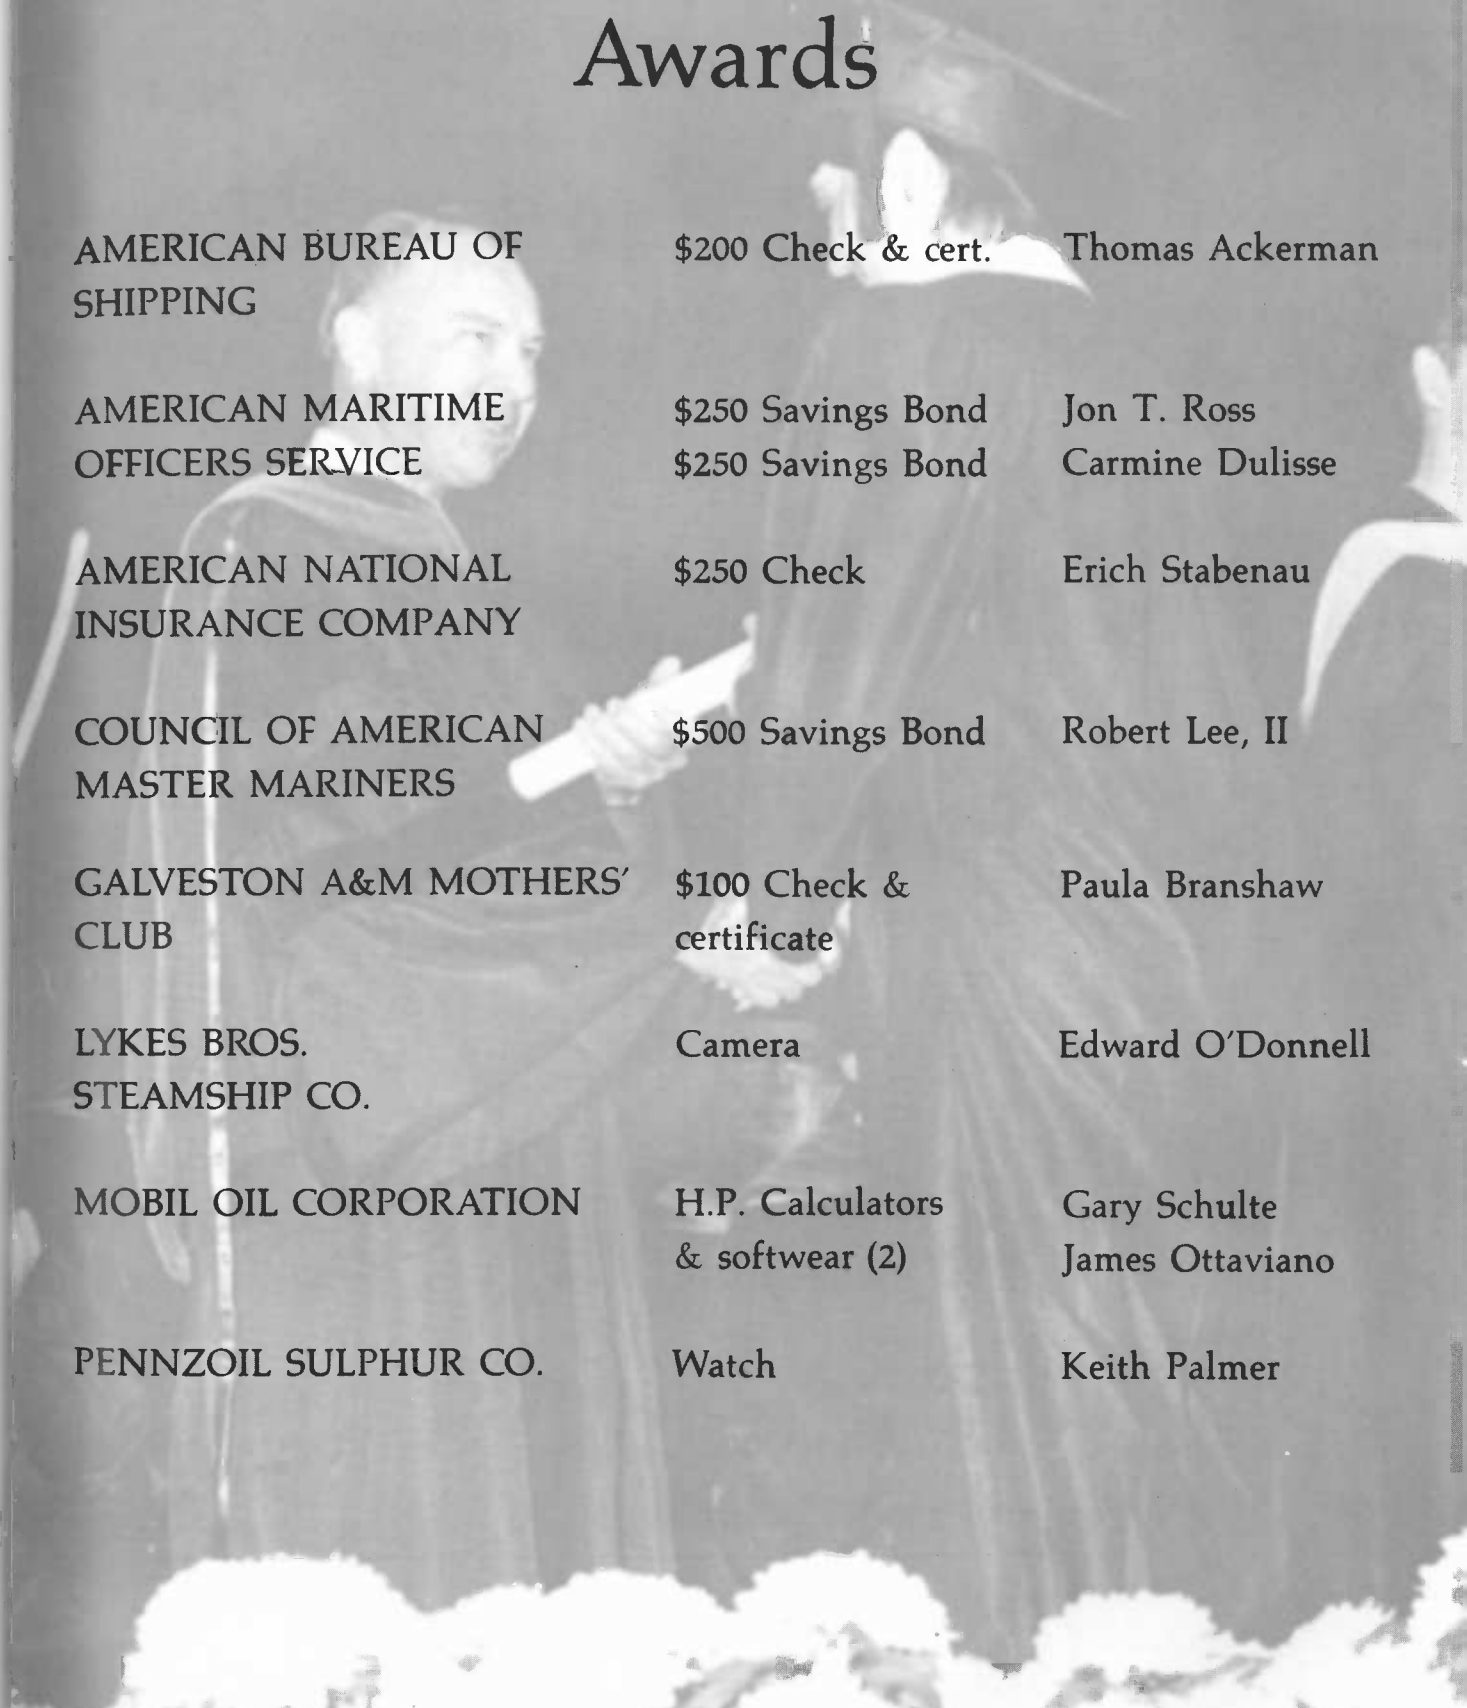 Awards
AMERICAN BUREAU OF $200 Check & cert. Thomas Ackerman
SHIPPING
AMERICAN MARITIME $250 Savings Bond Jon T. Ross
OFFICERS SERVICE $250 Savings Bond Carmine Dulisse
AMERICAN NATIONAL $250 Check Erich Stabenau
INSURANCE COMPANY
COUNCIL OF AMERICAN $500 Savings Bond Robert Lee, II
MASTER MARINERS
GALVESTON A&M MOTHERS' $100 Check & Paula Branshaw
CLUB certificate
LYKES BROS. Camera Edward O'Donnell
STEAMSHIP CO.
MOBIL OIL CORPORATION H.P. Calculators Gary Schulte
& softwear (2) James Ottaviano
PENNZOIL SULPHUR CO. Watch Keith Palmer